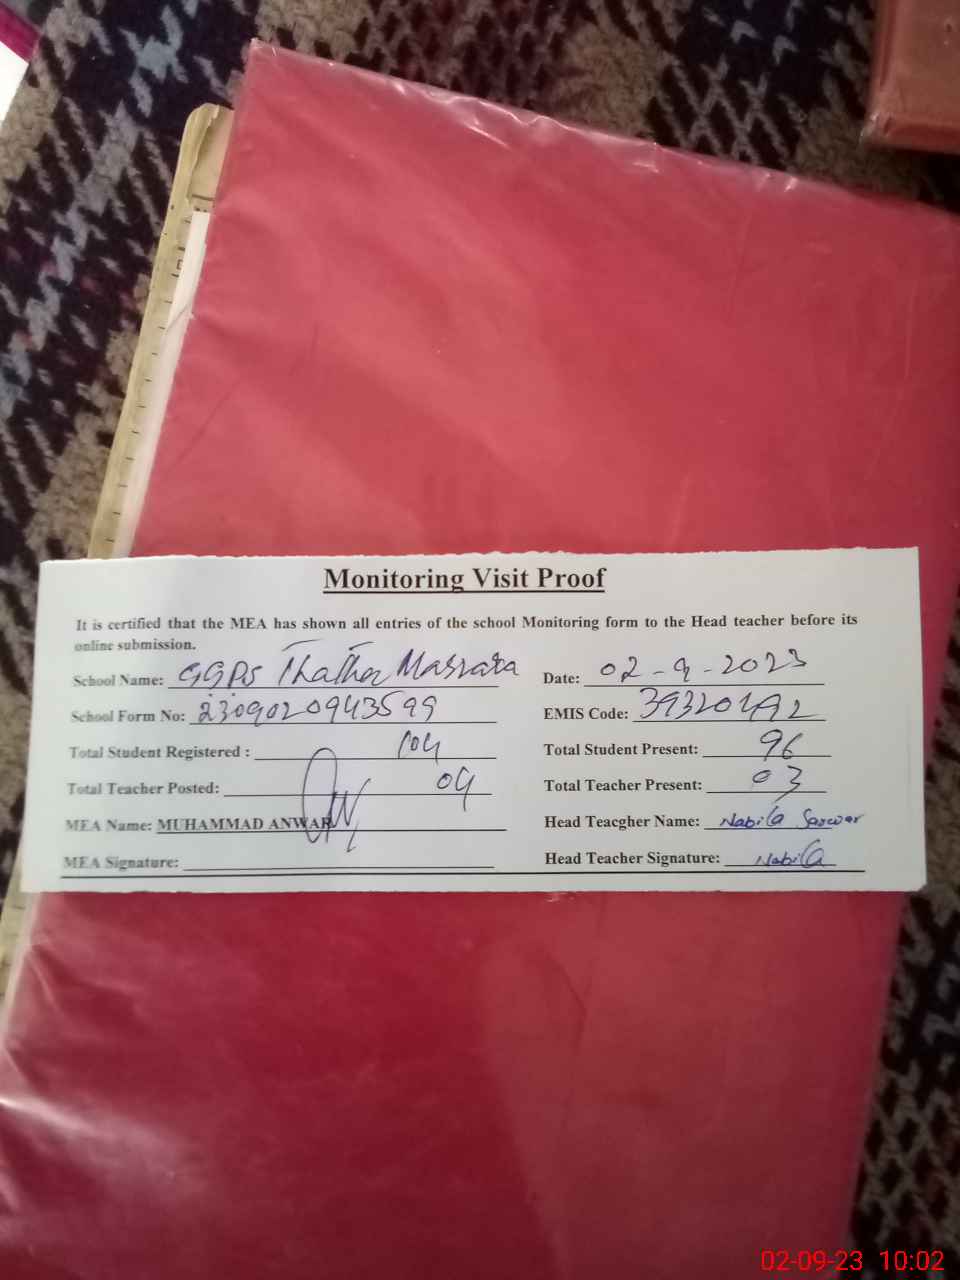 Monitoring Visit Proof
It is certified that the MEA has shown all entries of the school Monitoring form to the Head teacher before its
online submission.
School Name: GGPS Thatha Massara Date: 02-9-2023
School Form No: 2309020943599 EMIS Code: 39320192
Total Student Registered : 104 Total Student Present: 96
Total Teacher Posted: 04 Total Teacher Present: 03
MEA Name: MUHAMMAD ANWAR Head Teacgher Name: Nabila Sarwar
MEA Signature: Head Teacher Signature: Nabila
02-09-23 10:02